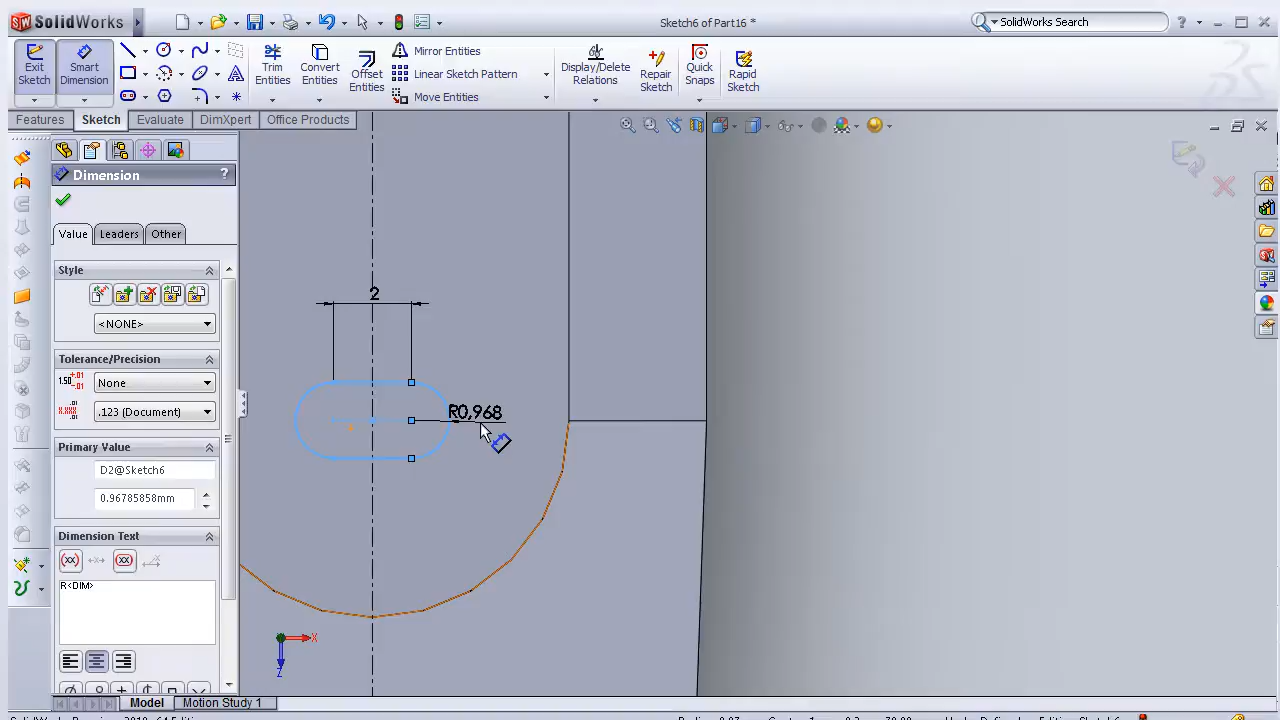 SolidWorks
Sketch6 of Part16 *
SolidWorks Search
Exit Sketch
Smart Dimension
Trim Entities
Convert Entities
Offset Entities
Mirror Entities
Linear Sketch Pattern
Move Entities
Display/Delete Relations
Repair Sketch
Quick Snaps
Rapid Sketch
Features
Sketch
Evaluate
DimXpert
Office Products
Dimension
?
Value
Leaders
Other
Style
<NONE>
Tolerance/Precision
None
.123 (Document)
Primary Value
D2@Sketch6
0.96785858mm
Dimension Text
R<DIM>
2
R0,968
X
Z
Model
Motion Study 1